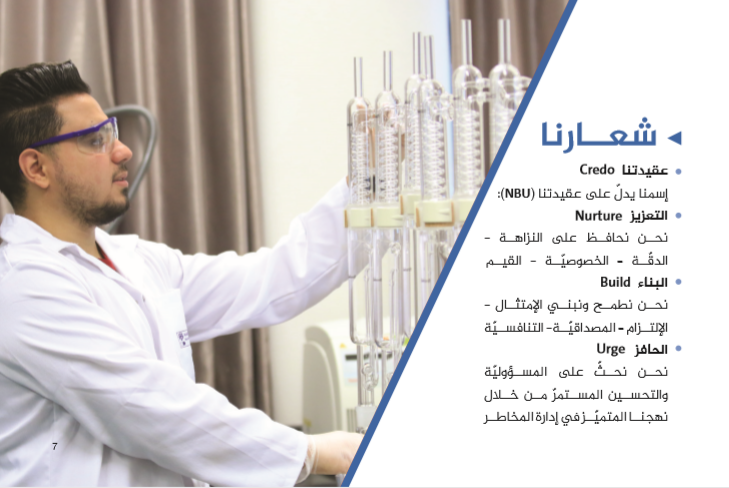 شعارنا
عقيدتنا Credo
إسمنا يدلّ على عقيدتنا (NBU):
التعزيز Nurture
نحن نحافظ على النزاهة -
الدقّة - الخصوصيّة - القيم
البناء Build
نحن نطمح ونبني الإمتثال -
الإلتزام - المصداقيّة - التنافسيّة
الحافز Urge
نحن نحثّ على المسؤوليّة
والتحسين المستمرّ من خلال
نهجنا المتميّز في إدارة المخاطر
7